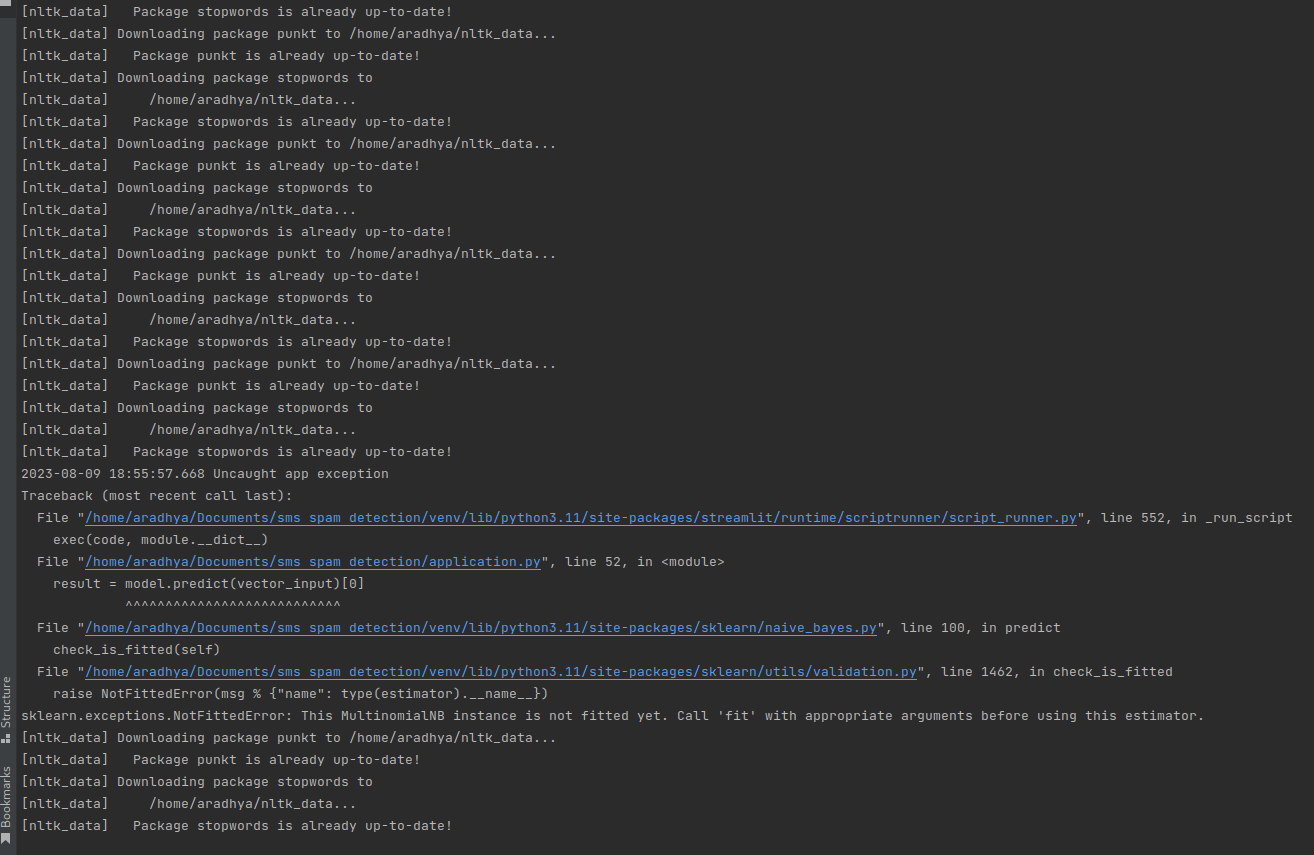 [nltk_data]   Package stopwords is already up-to-date!
[nltk_data] Downloading package punkt to /home/aradhya/nltk_data...
[nltk_data]   Package punkt is already up-to-date!
[nltk_data] Downloading package stopwords to
[nltk_data]     /home/aradhya/nltk_data...
[nltk_data]   Package stopwords is already up-to-date!
[nltk_data] Downloading package punkt to /home/aradhya/nltk_data...
[nltk_data]   Package punkt is already up-to-date!
[nltk_data] Downloading package stopwords to
[nltk_data]     /home/aradhya/nltk_data...
[nltk_data]   Package stopwords is already up-to-date!
[nltk_data] Downloading package punkt to /home/aradhya/nltk_data...
[nltk_data]   Package punkt is already up-to-date!
[nltk_data] Downloading package stopwords to
[nltk_data]     /home/aradhya/nltk_data...
[nltk_data]   Package stopwords is already up-to-date!
[nltk_data] Downloading package punkt to /home/aradhya/nltk_data...
[nltk_data]   Package punkt is already up-to-date!
[nltk_data] Downloading package stopwords to
[nltk_data]     /home/aradhya/nltk_data...
[nltk_data]   Package stopwords is already up-to-date!
2023-08-09 18:55:57.668 Uncaught app exception
Traceback (most recent call last):
  File "/home/aradhya/Documents/sms_spam_detection/venv/lib/python3.11/site-packages/streamlit/runtime/scriptrunner/script_runner.py", line 552, in _run_script
    exec(code, module.__dict__)
  File "/home/aradhya/Documents/sms_spam_detection/application.py", line 52, in <module>
    result = model.predict(vector_input)[0]
             ^^^^^^^^^^^^^^^^^^^^^^^^^^^
  File "/home/aradhya/Documents/sms_spam_detection/venv/lib/python3.11/site-packages/sklearn/naive_bayes.py", line 100, in predict
    check_is_fitted(self)
  File "/home/aradhya/Documents/sms_spam_detection/venv/lib/python3.11/site-packages/sklearn/utils/validation.py", line 1462, in check_is_fitted
    raise NotFittedError(msg % {"name": type(estimator).__name__})
sklearn.exceptions.NotFittedError: This MultinomialNB instance is not fitted yet. Call 'fit' with appropriate arguments before using this estimator.
[nltk_data] Downloading package punkt to /home/aradhya/nltk_data...
[nltk_data]   Package punkt is already up-to-date!
[nltk_data] Downloading package stopwords to
[nltk_data]     /home/aradhya/nltk_data...
[nltk_data]   Package stopwords is already up-to-date!
Structure
Bookmarks